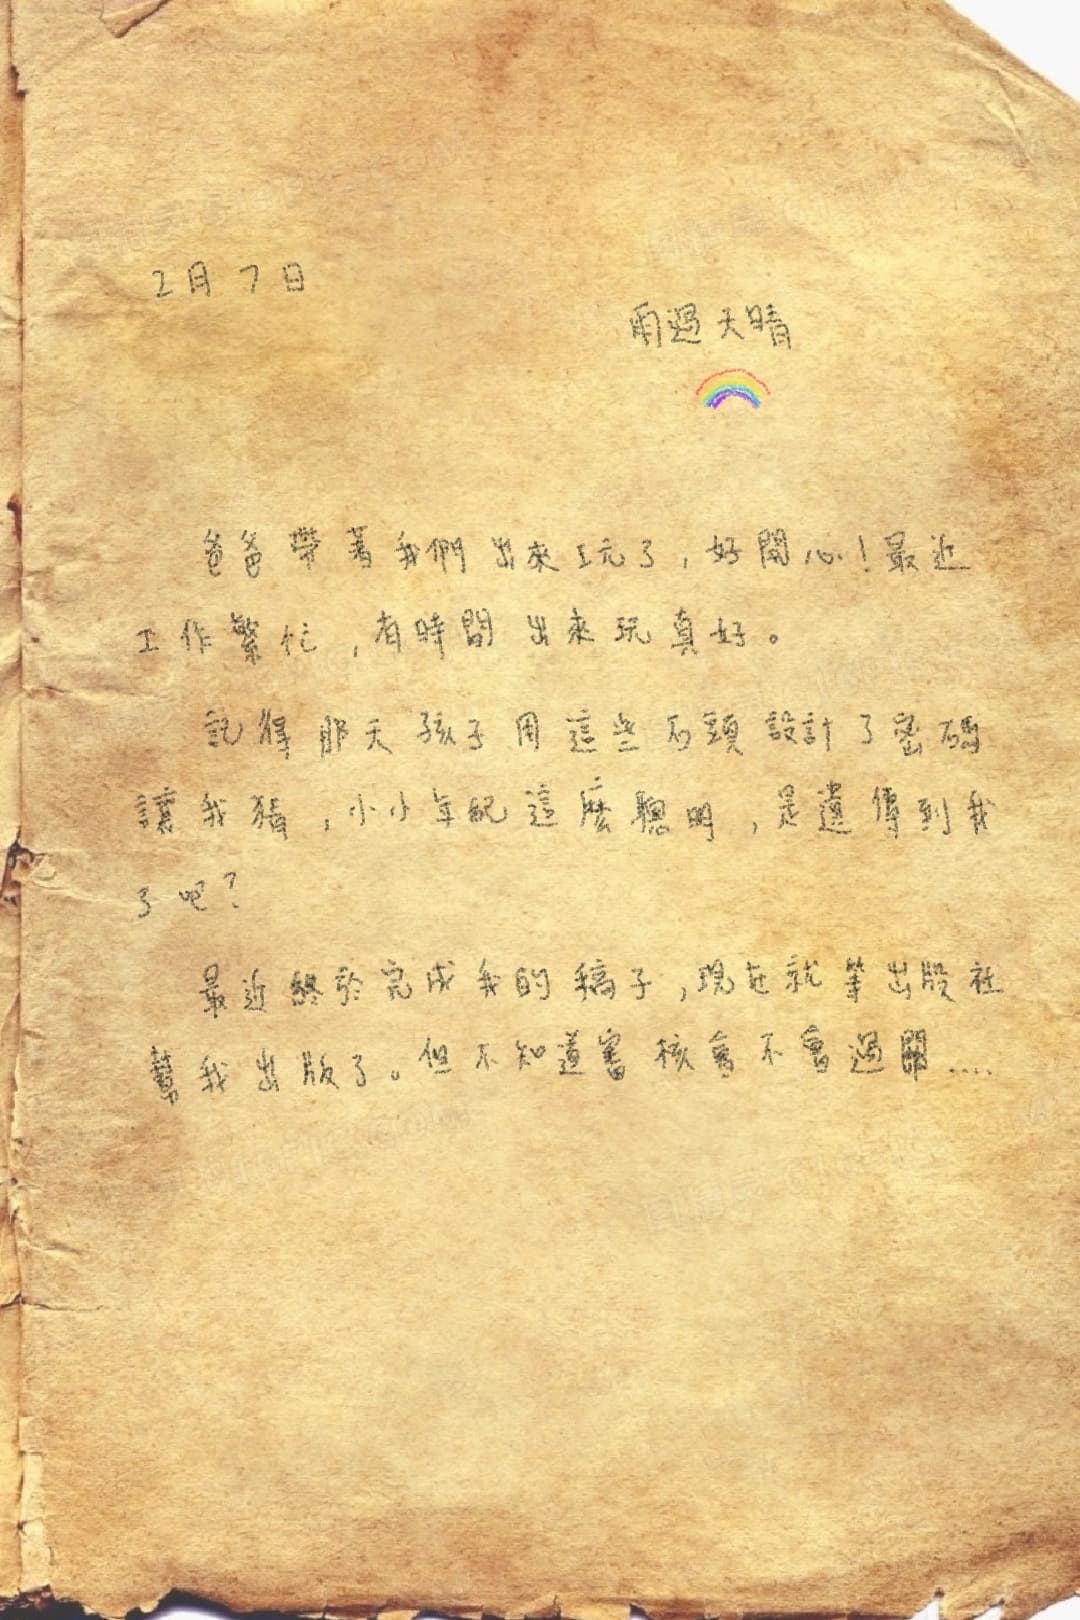 2月7日
雨過天晴
爸爸帶著我們出來玩了,好開心!最近
工作繁忙,有時間出來玩真好。
記得那天孩子用這些石頭設計了密碼
讓我猜,小小年紀這麼聰明,是遺傳到我
了吧?
最近終於完成我的稿子,現在就等出版社
幫我出版了。但不知道審核會不會過關....